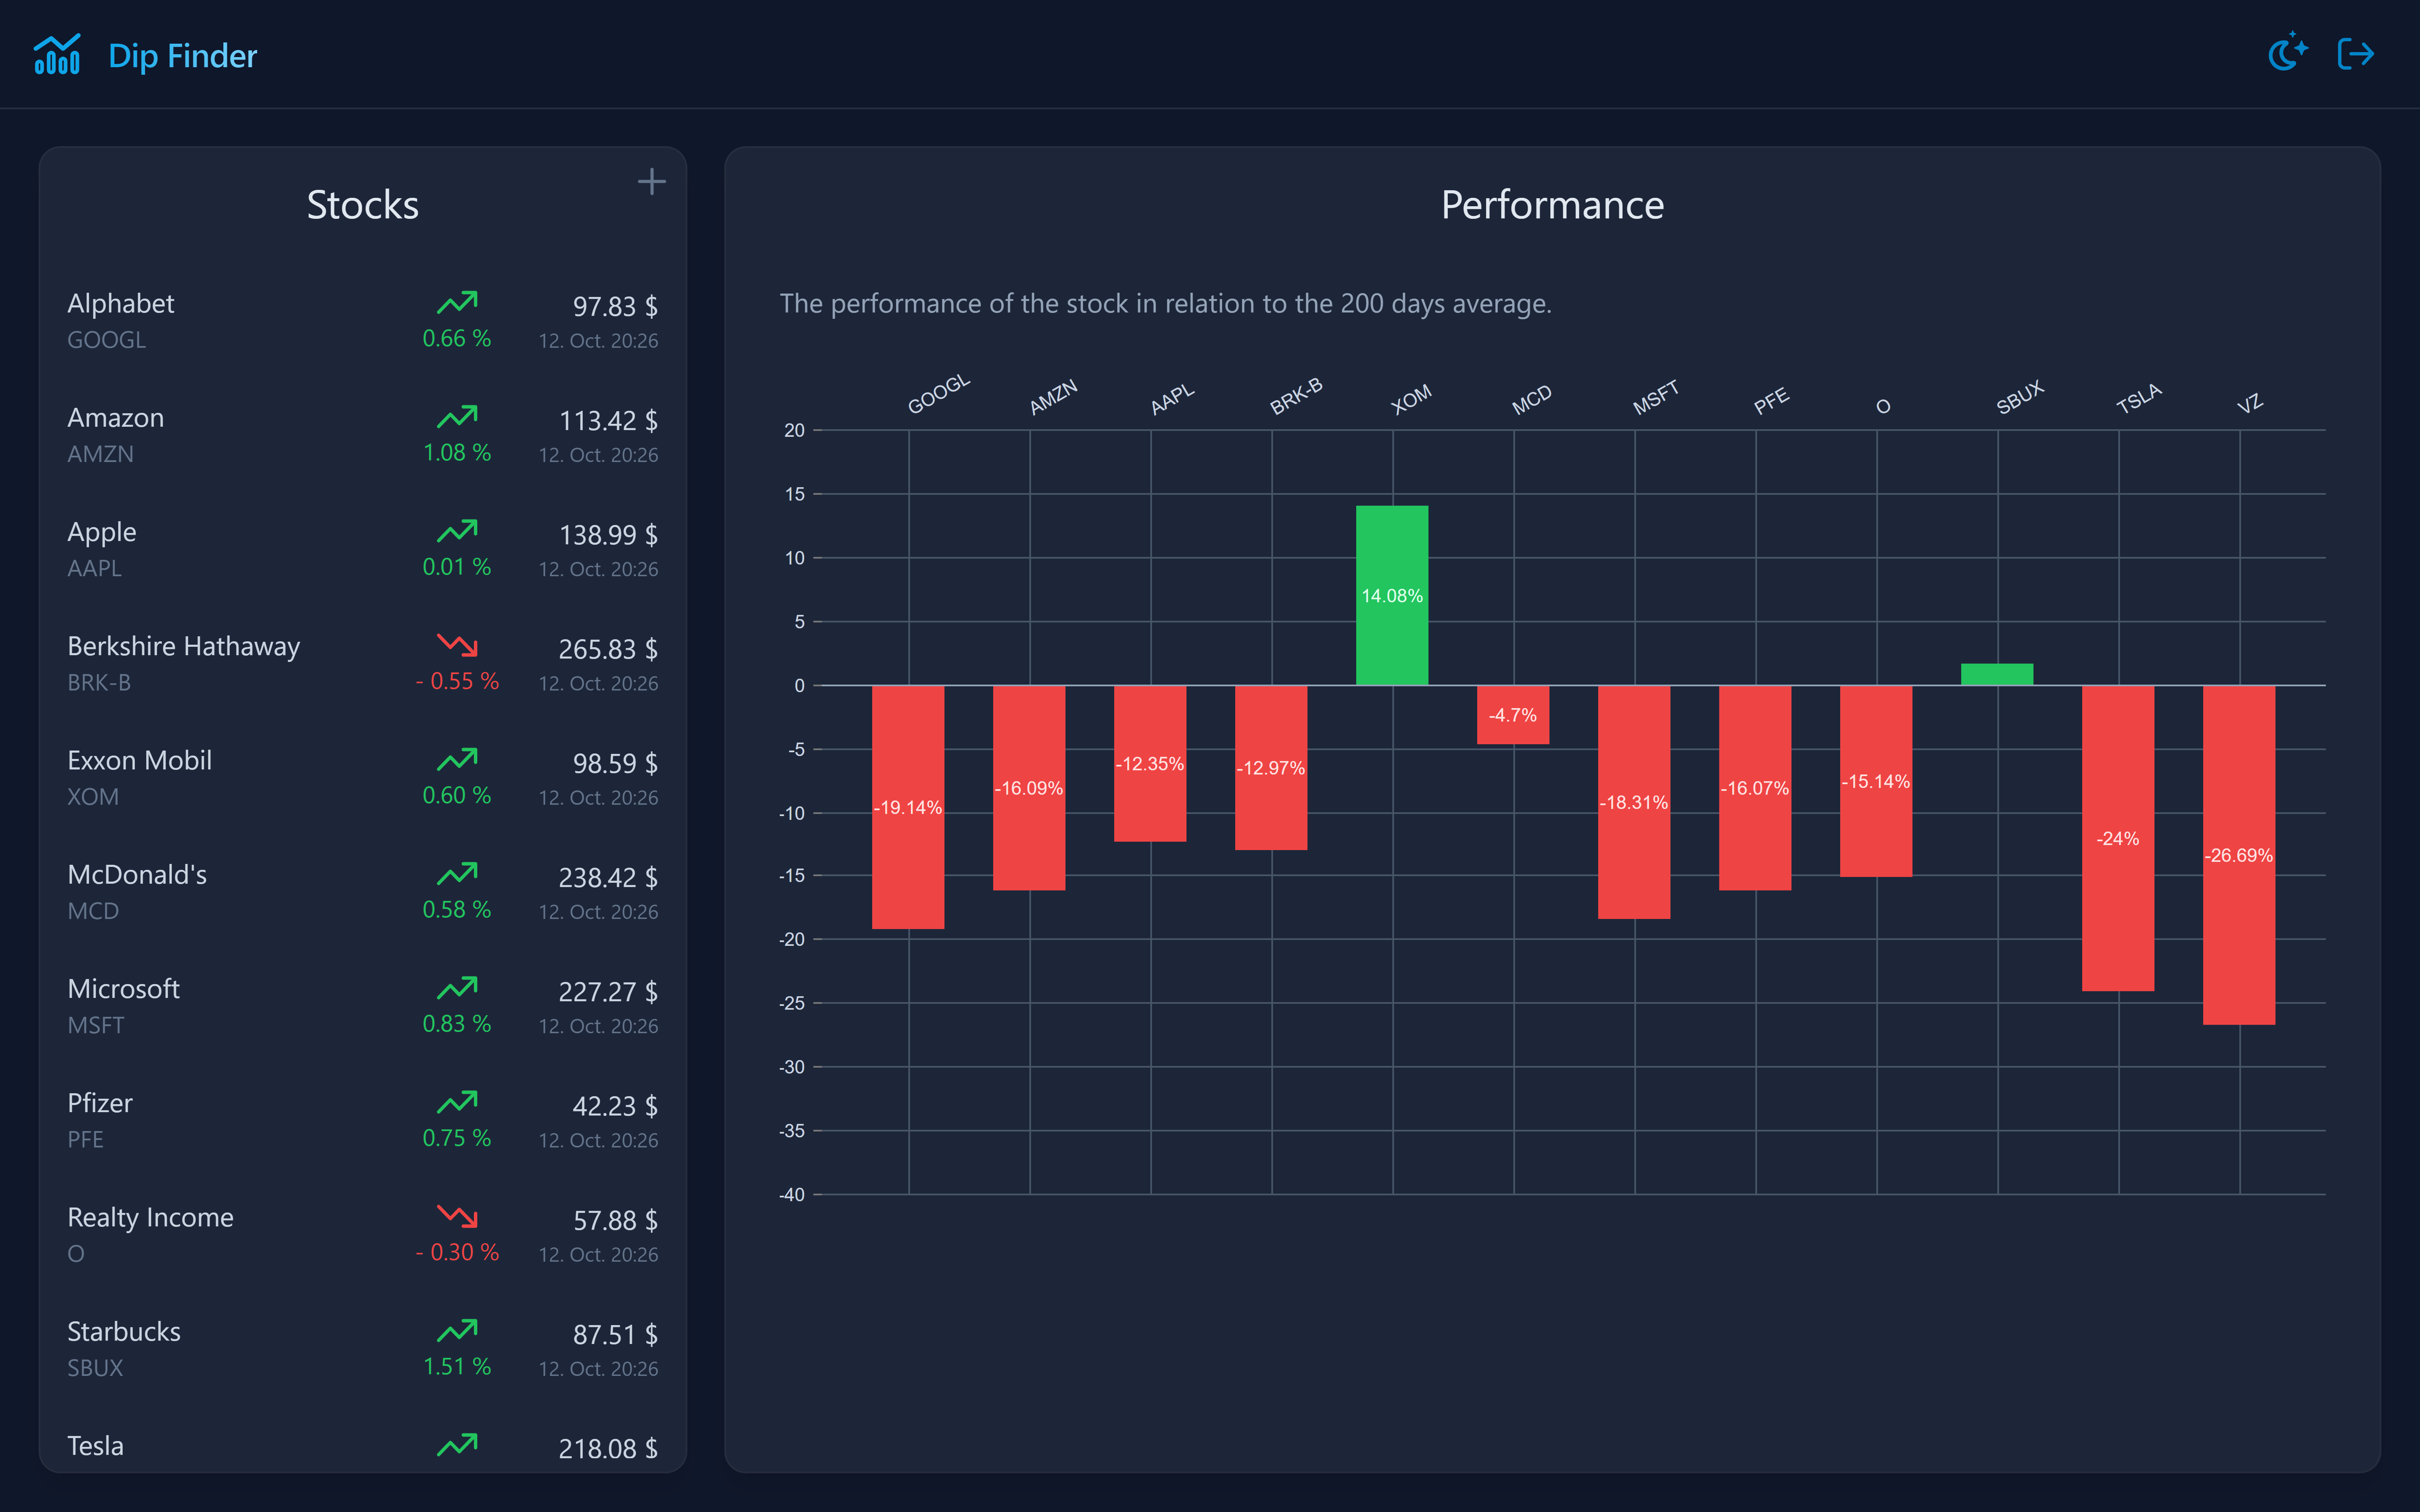 Dip Finder
Stocks
Alphabet
GOOGL
0.66 %
97.83 $
12. Oct. 20:26
Amazon
AMZN
1.08 %
113.42 $
12. Oct. 20:26
Apple
AAPL
0.01 %
138.99 $
12. Oct. 20:26
Berkshire Hathaway
BRK-B
- 0.55 %
265.83 $
12. Oct. 20:26
Exxon Mobil
XOM
0.60 %
98.59 $
12. Oct. 20:26
McDonald's
MCD
0.58 %
238.42 $
12. Oct. 20:26
Microsoft
MSFT
0.83 %
227.27 $
12. Oct. 20:26
Pfizer
PFE
0.75 %
42.23 $
12. Oct. 20:26
Realty Income
O
- 0.30 %
57.88 $
12. Oct. 20:26
Starbucks
SBUX
1.51 %
87.51 $
12. Oct. 20:26
Tesla
218.08 $
Performance
The performance of the stock in relation to the 200 days average.
GOOGL AMZN AAPL BRK-B XOM MCD MSFT PFE O SBUX TSLA VZ
20
15
10
5
0
-5
-10
-15
-20
-25
-30
-35
-40
-19.14%
-16.09%
-12.35%
-12.97%
14.08%
-4.7%
-18.31%
-16.07%
-15.14%
-24%
-26.69%